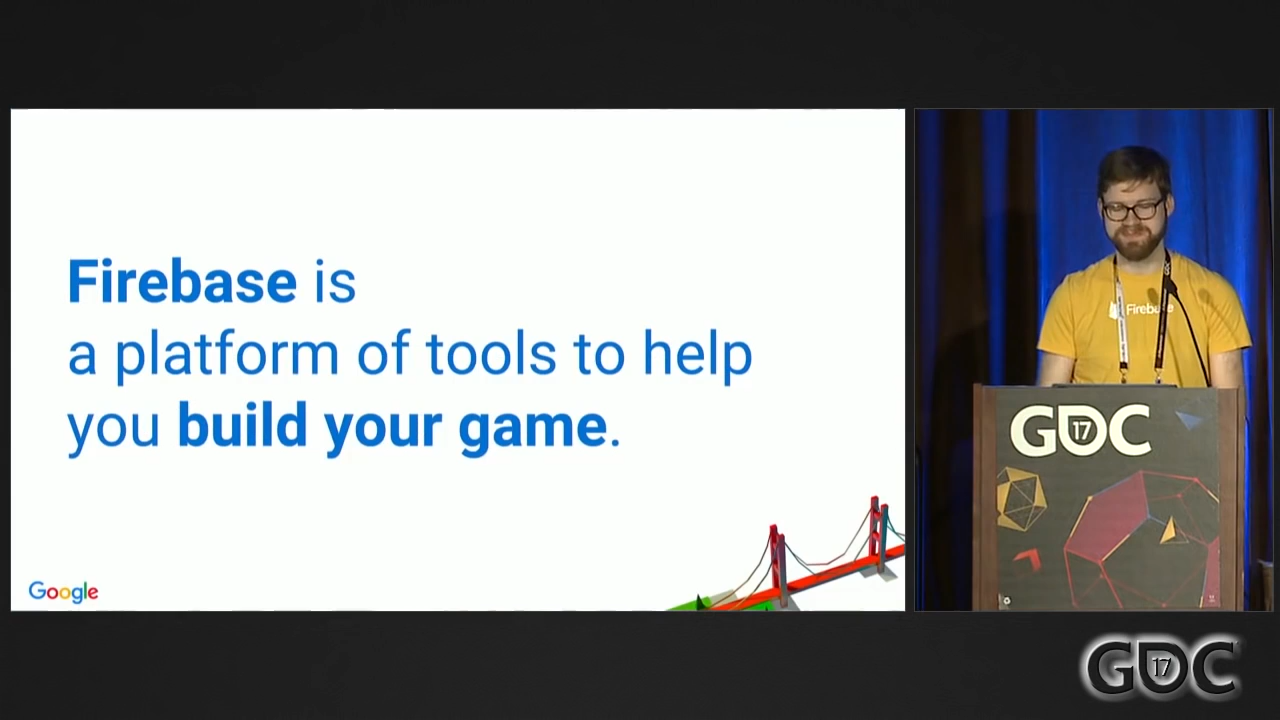 Firebase is
a platform of tools to help
you build your game.
Google
Firebase
GDC
17
GDC
17